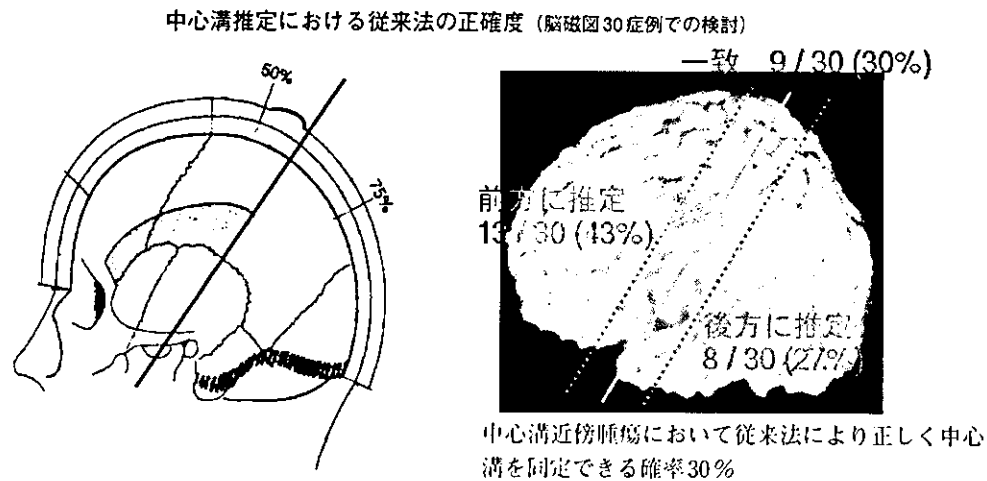 中心溝推定における従来法の正確度（脳磁図30症例での検討）
50%
75%
一致 9/30 (30%)
前方に推定
13/30 (43%)
後方に推定
8/30 (27%)
中心溝近傍腫瘍において従来法により正しく中心
溝を同定できる確率30%